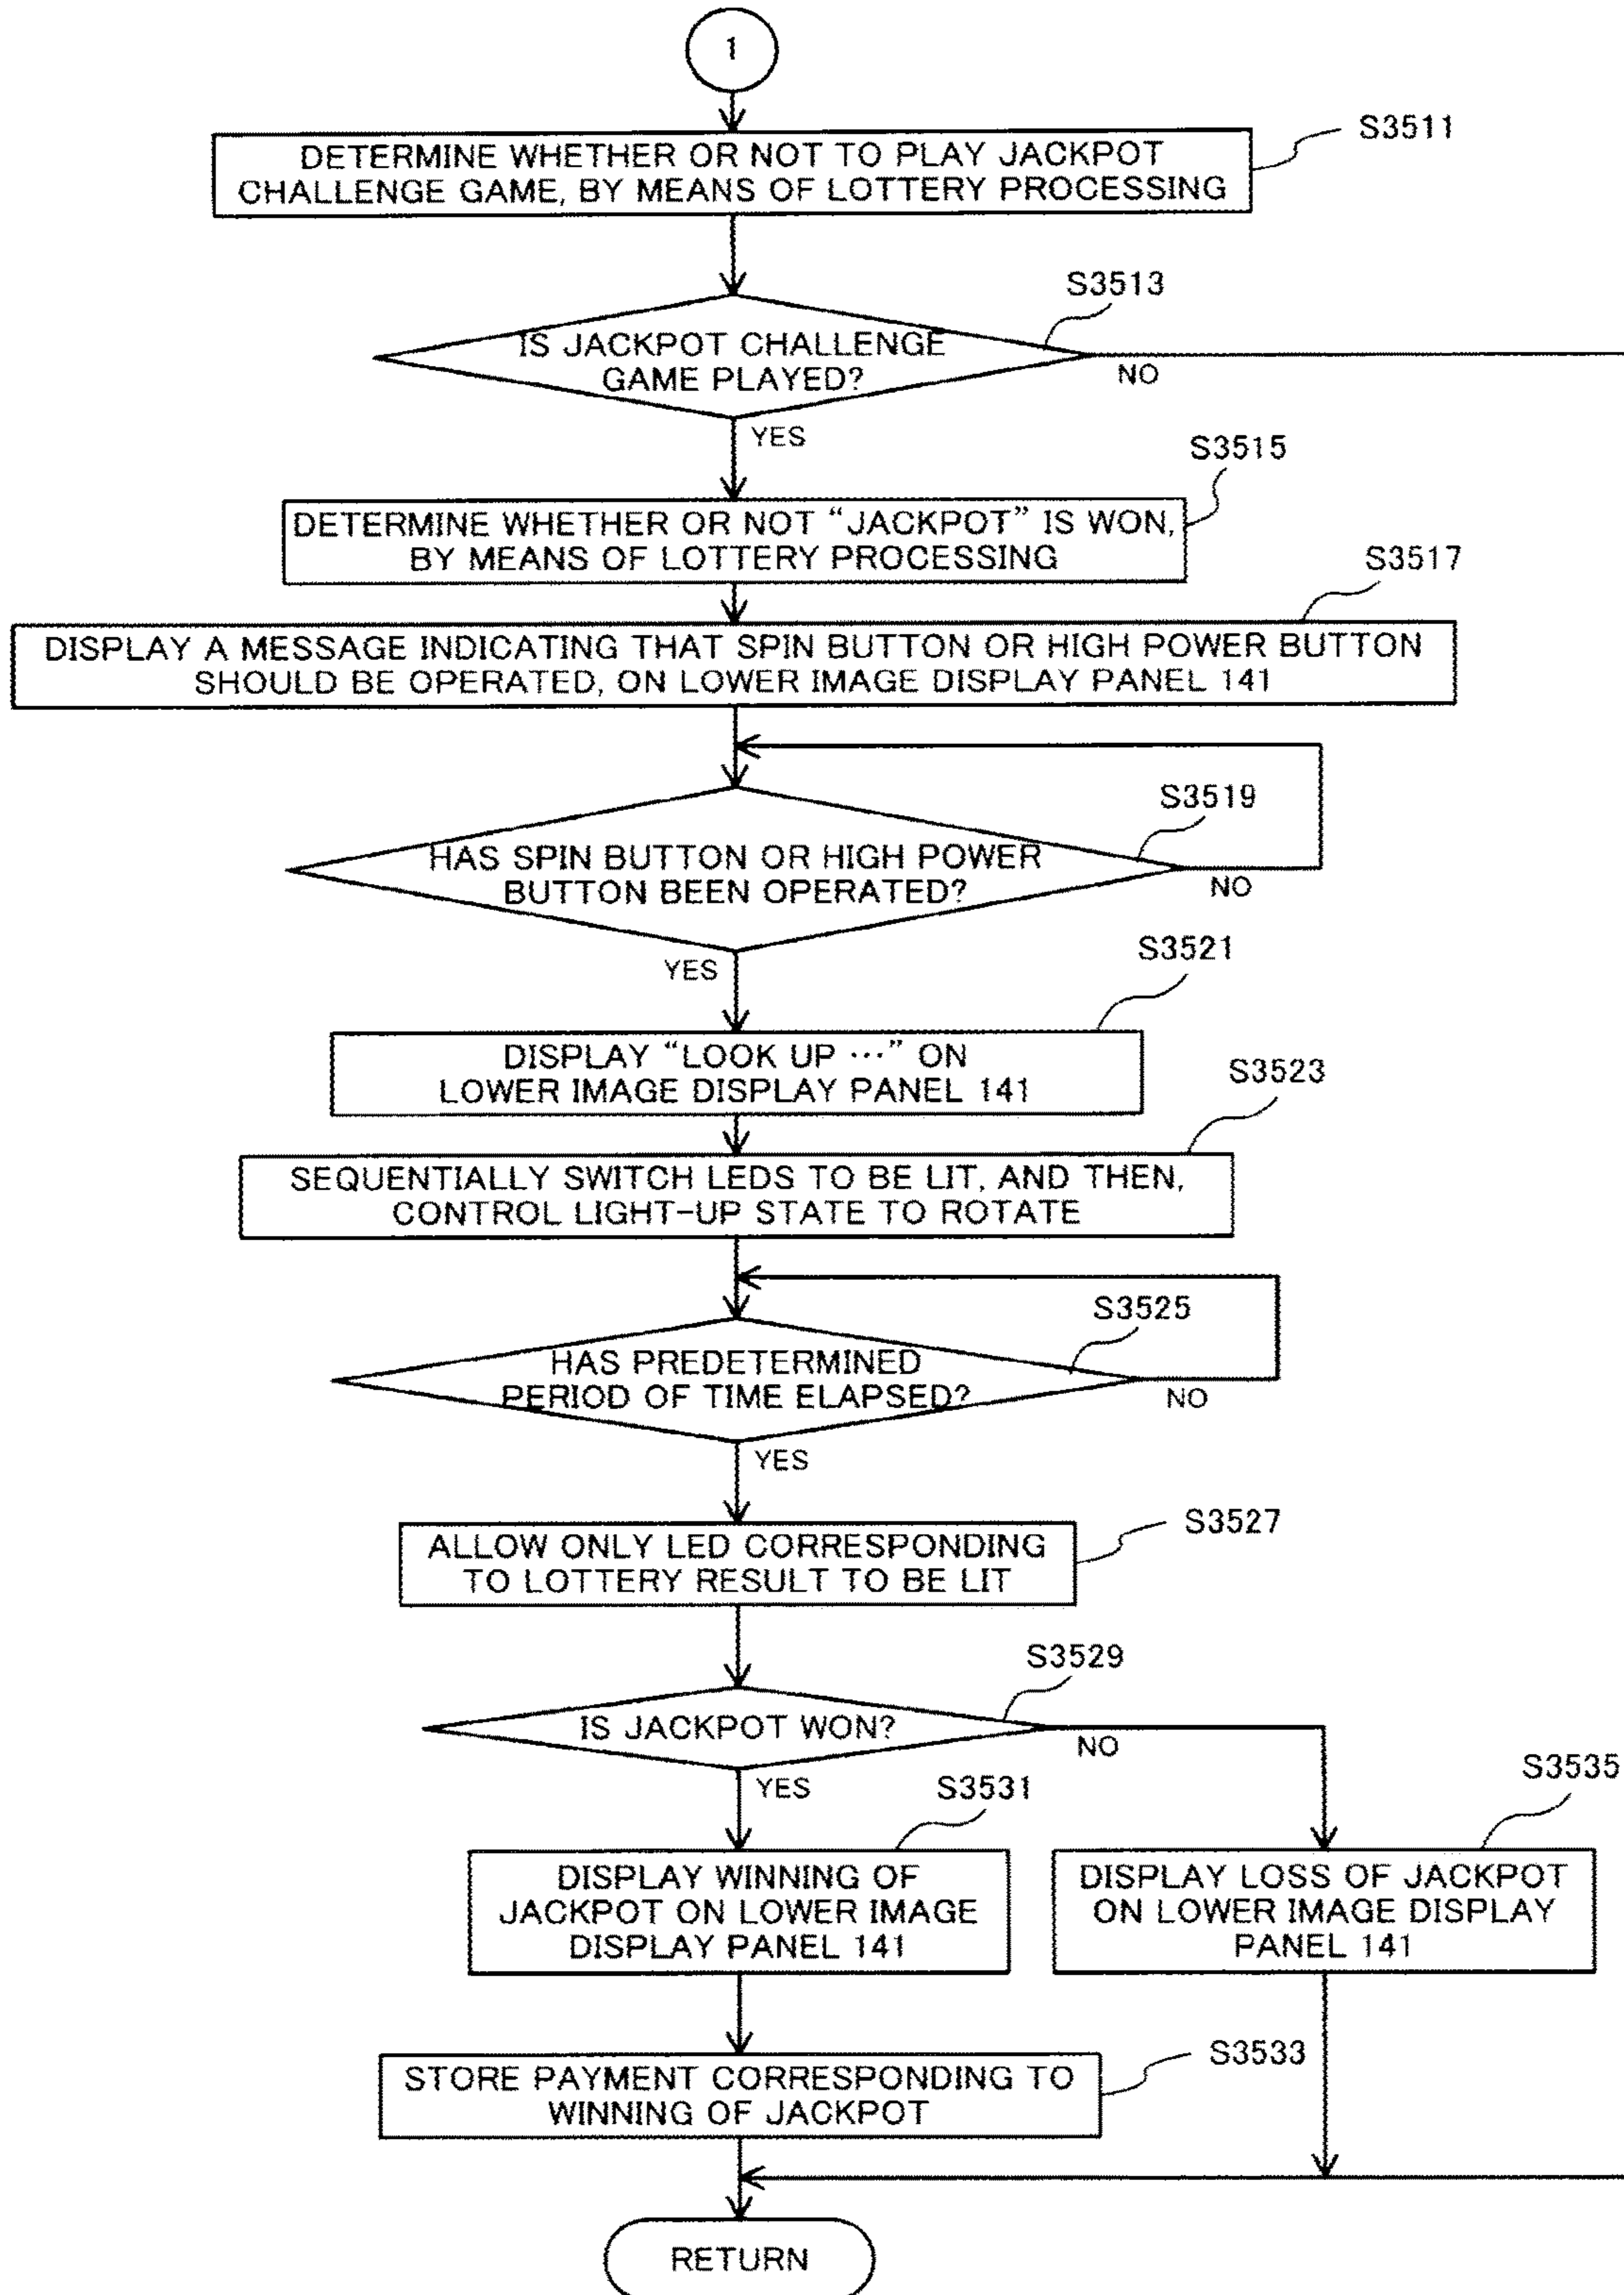 1
S3511
DETERMINE WHETHER OR NOT TO PLAY JACKPOT
CHALLENGE GAME, BY MEANS OF LOTTERY PROCESSING
S3513
IS JACKPOT CHALLENGE
GAME PLAYED?
NO
YES
S3515
DETERMINE WHETHER OR NOT “JACKPOT” IS WON,
BY MEANS OF LOTTERY PROCESSING
S3517
DISPLAY A MESSAGE INDICATING THAT SPIN BUTTON OR HIGH POWER BUTTON
SHOULD BE OPERATED, ON LOWER IMAGE DISPLAY PANEL 141
S3519
HAS SPIN BUTTON OR HIGH POWER
BUTTON BEEN OPERATED?
NO
YES
S3521
DISPLAY “LOOK UP ···” ON
LOWER IMAGE DISPLAY PANEL 141
S3523
SEQUENTIALLY SWITCH LEDS TO BE LIT, AND THEN,
CONTROL LIGHT-UP STATE TO ROTATE
S3525
HAS PREDETERMINED
PERIOD OF TIME ELAPSED?
NO
YES
S3527
ALLOW ONLY LED CORRESPONDING
TO LOTTERY RESULT TO BE LIT
S3529
IS JACKPOT WON?
NO
YES
S3531
DISPLAY WINNING OF
JACKPOT ON LOWER IMAGE
DISPLAY PANEL 141
S3535
DISPLAY LOSS OF JACKPOT
ON LOWER IMAGE DISPLAY
PANEL 141
S3533
STORE PAYMENT CORRESPONDING TO
WINNING OF JACKPOT
RETURN